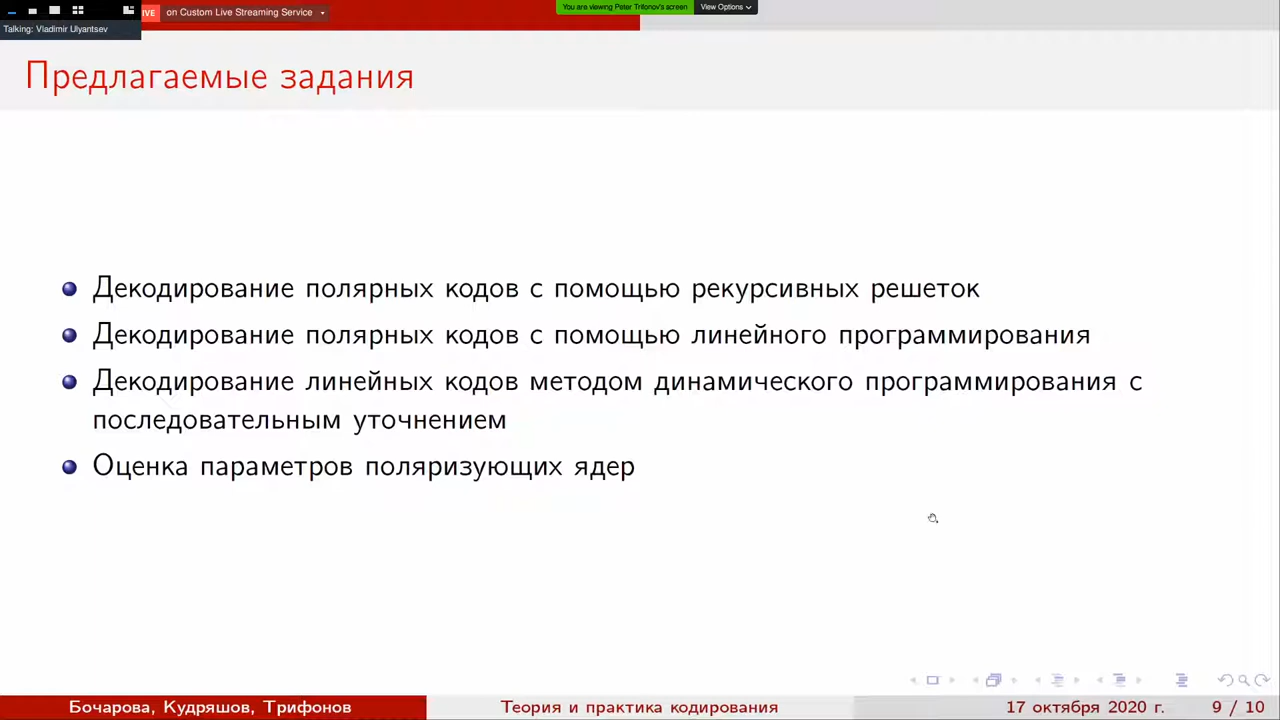 LIVE on Custom Live Streaming Service
You are viewing Peter Trifonov's screen
View Options
Talking: Vladimir Ulyantsev
Предлагаемые задания
Декодирование полярных кодов с помощью рекурсивных решеток
Декодирование полярных кодов с помощью линейного программирования
Декодирование линейных кодов методом динамического программирования с
последовательным уточнением
Оценка параметров поляризующих ядер
Бочарова, Кудряшов, Трифонов
Теория и практика кодирования
17 октября 2020 г.
9 / 10